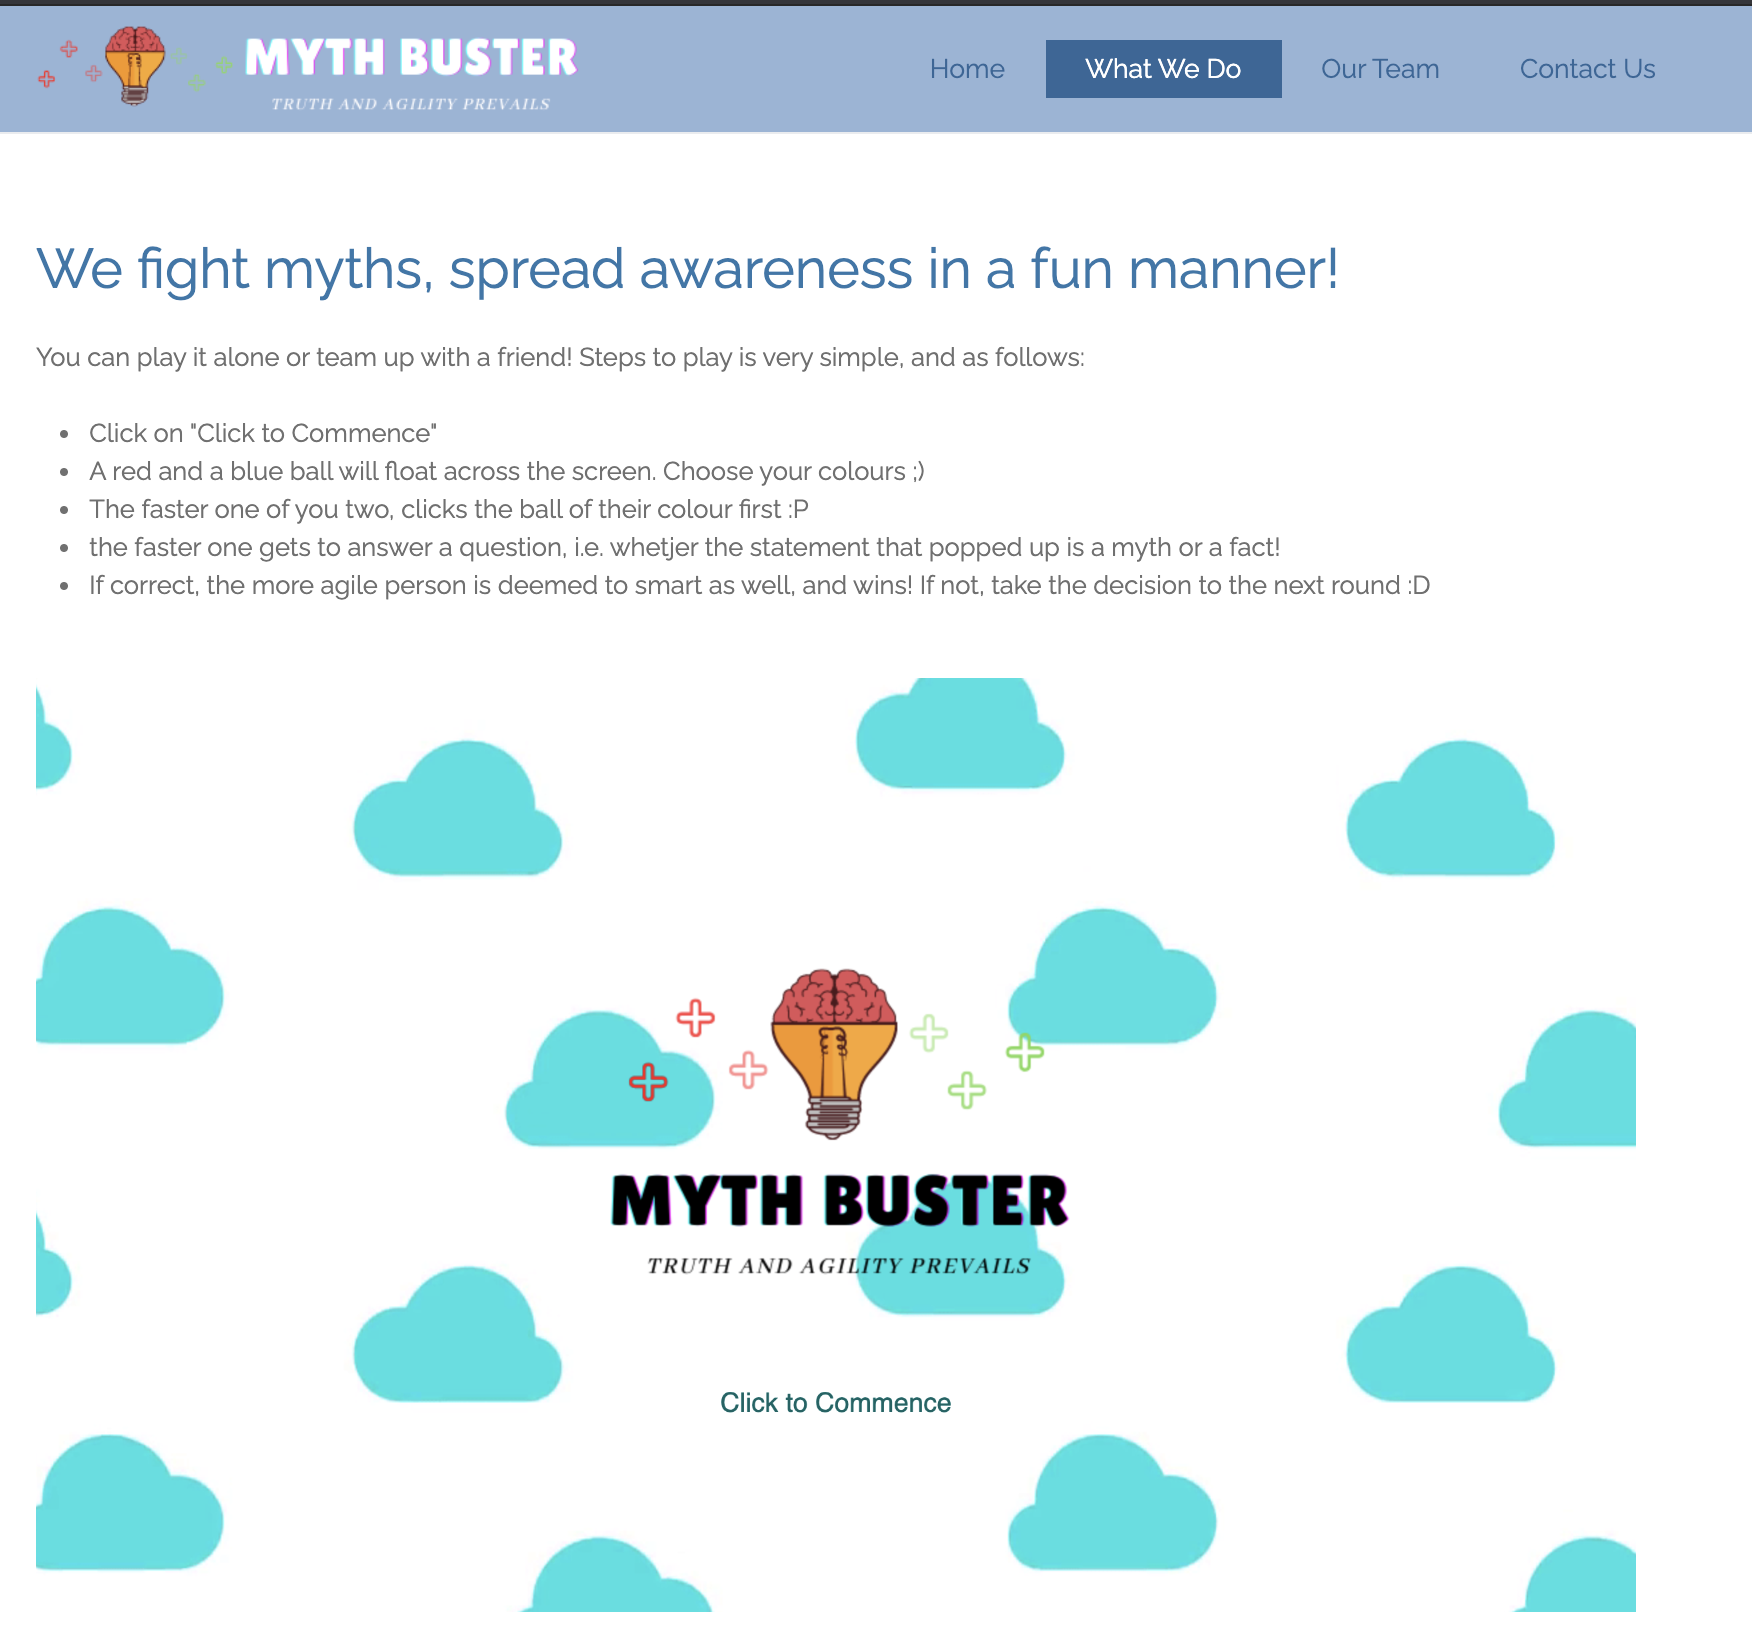 MYTH BUSTER
TRUTH AND AGILITY PREVAILS
Home
What We Do
Our Team
Contact Us
We fight myths, spread awareness in a fun manner!
You can play it alone or team up with a friend! Steps to play is very simple, and as follows:
• Click on "Click to Commence"
• A red and a blue ball will float across the screen. Choose your colours ;)
• The faster one of you two, clicks the ball of their colour first :P
• the faster one gets to answer a question, i.e. whetjer the statement that popped up is a myth or a fact!
• If correct, the more agile person is deemed to smart as well, and wins! If not, take the decision to the next round :D
MYTH BUSTER
TRUTH AND AGILITY PREVAILS
Click to Commence